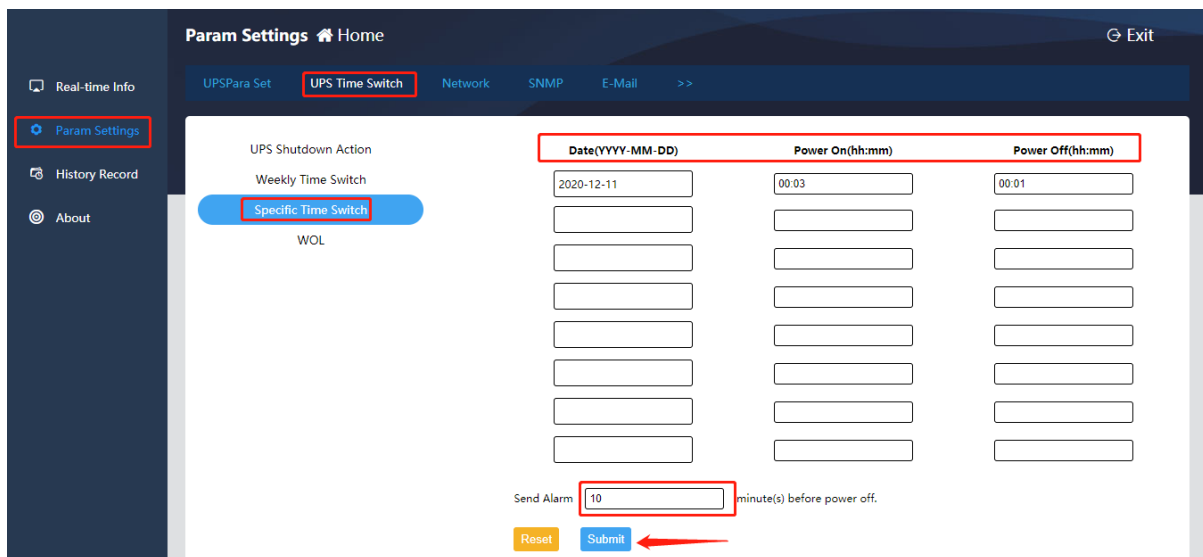 Param Settings Home
Exit
Real-time Info
Param Settings
History Record
About
UPSPara Set UPS Time Switch Network SNMP E-Mail >>
UPS Shutdown Action
Weekly Time Switch
Specific Time Switch
WOL
Date(YYYY-MM-DD) Power On(hh:mm) Power Off(hh:mm)
2020-12-11 00:03 00:01
Send Alarm 10 minute(s) before power off.
Reset Submit